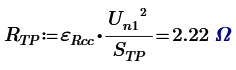 R_TP := ε_Rcc · U_n1² / S_TP = 2.22 Ω